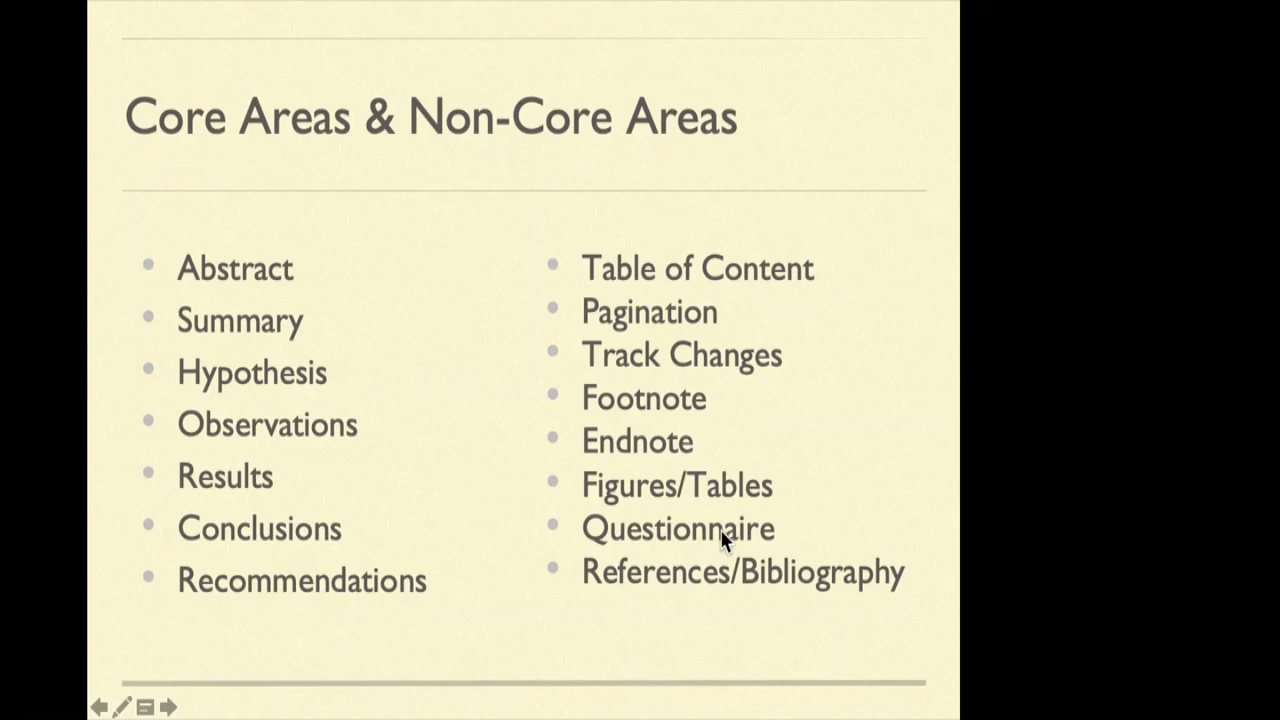 Core Areas & Non-Core Areas
Abstract
Summary
Hypothesis
Observations
Results
Conclusions
Recommendations
Table of Content
Pagination
Track Changes
Footnote
Endnote
Figures/Tables
Questionnaire
References/Bibliography